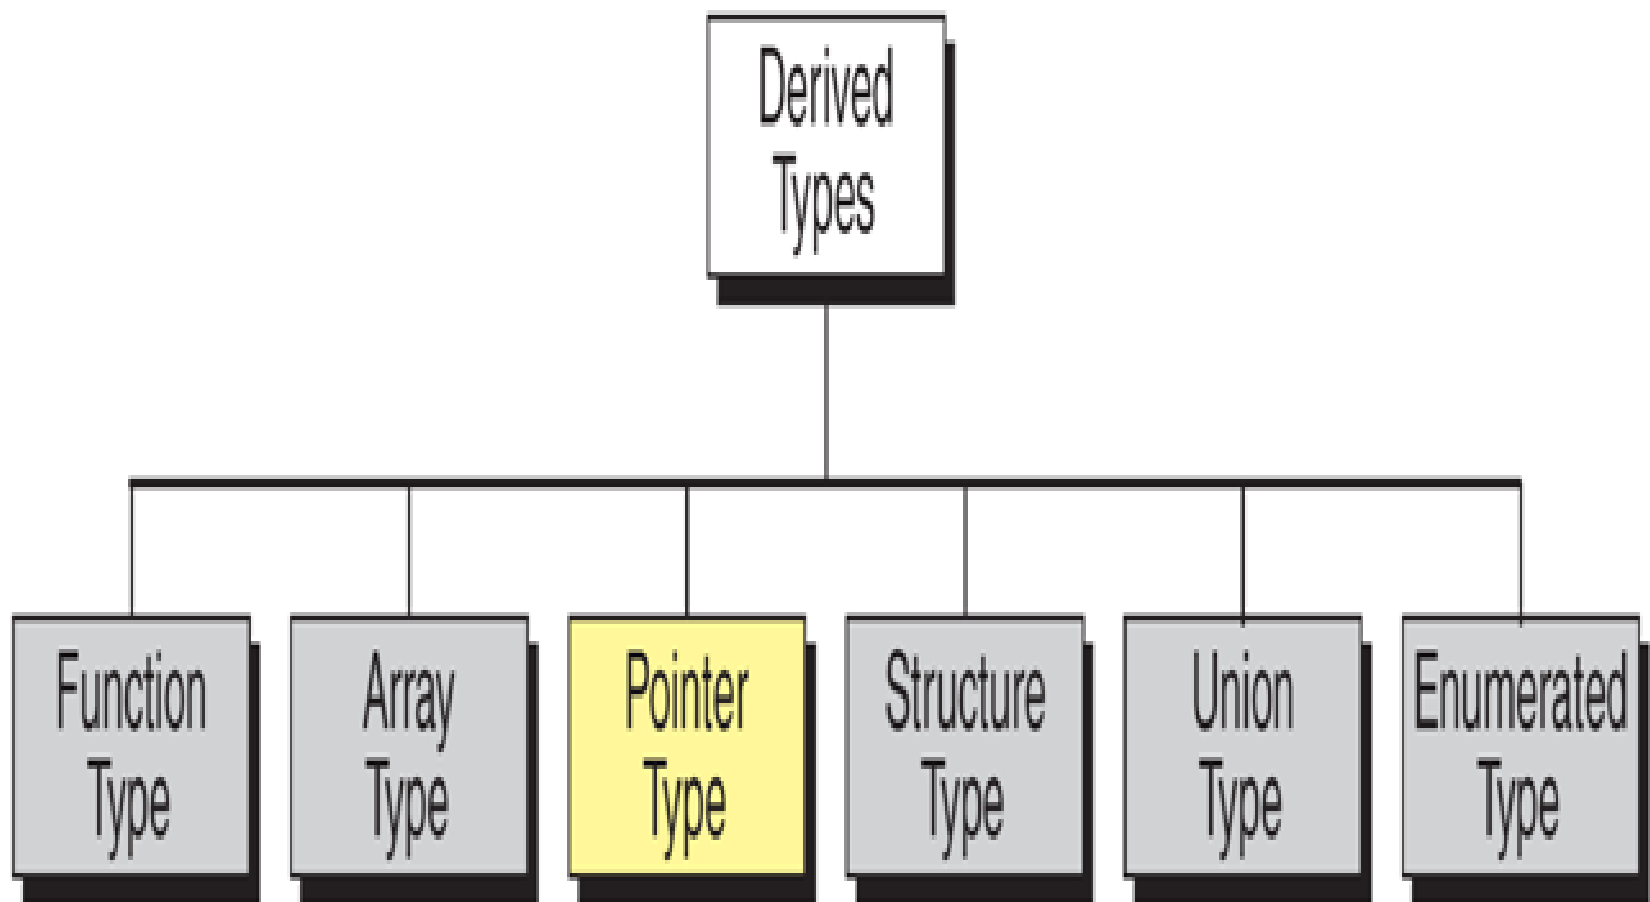 Derived
Types
Function
Type
Array
Type
Pointer
Type
Structure
Type
Union
Type
Enumerated
Type